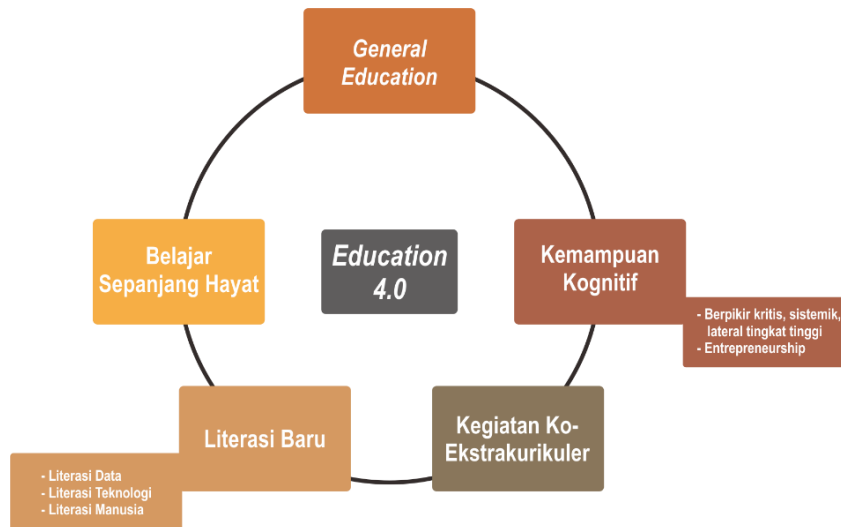 General
Education
Belajar
Sepanjang Hayat
Education
4.0
Kemampuan
Kognitif
- Berpikir kritis, sistemik,
lateral tingkat tinggi
- Entrepreneurship
Literasi Baru
- Literasi Data
- Literasi Teknologi
- Literasi Manusia
Kegiatan Ko-
Ekstrakurikuler